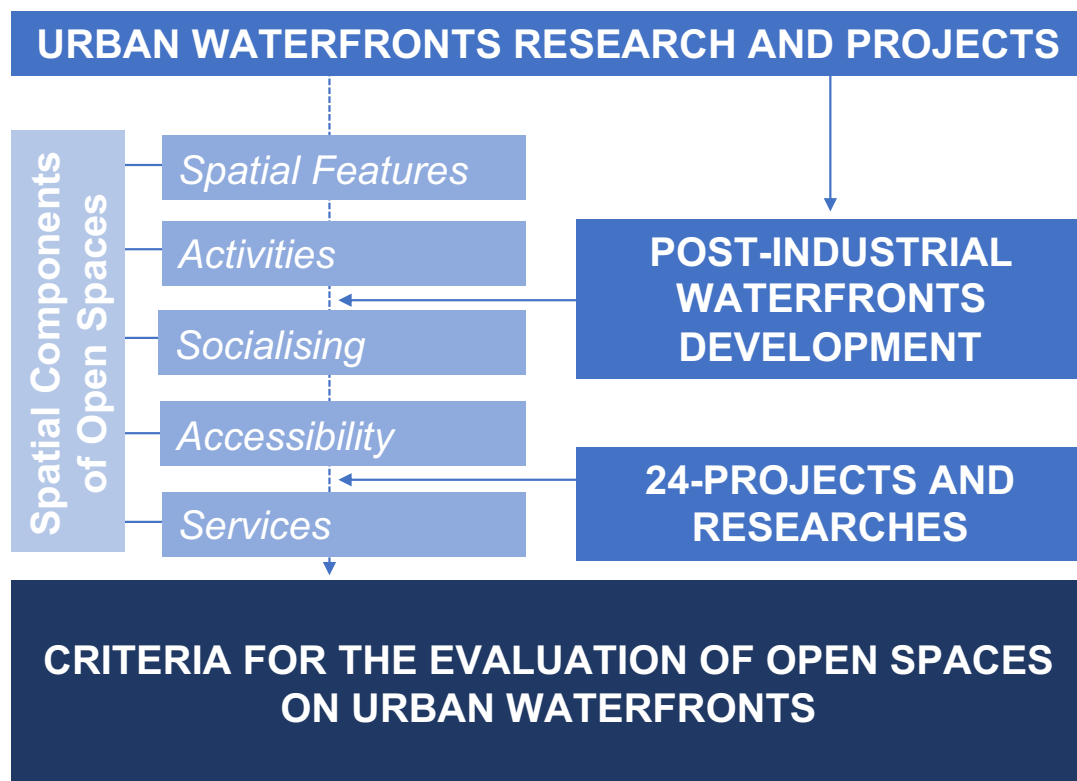 URBAN WATERFRONTS RESEARCH AND PROJECTS
Spatial Components
of Open Spaces
Spatial Features
Activities
Socialising
Accessibility
Services
POST-INDUSTRIAL
WATERFRONTS
DEVELOPMENT
24-PROJECTS AND
RESEARCHES
CRITERIA FOR THE EVALUATION OF OPEN SPACES
ON URBAN WATERFRONTS